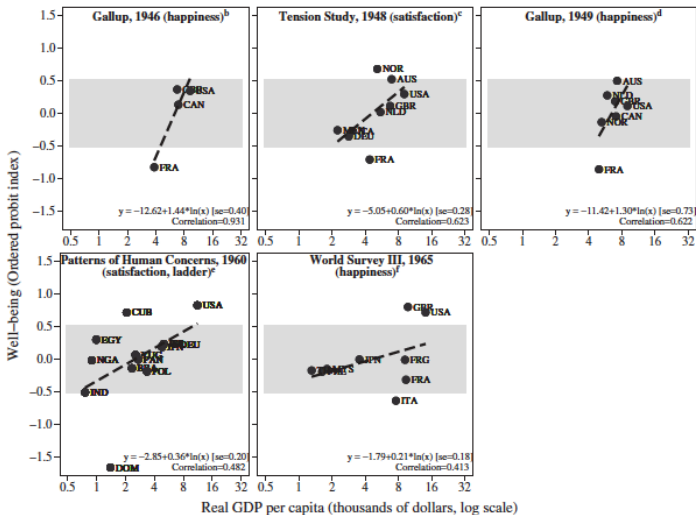 Gallup, 1946 (happiness)b
Tension Study, 1948 (satisfaction)c
Gallup, 1949 (happiness)d
Well–being (Ordered probit index)
1.5
1.0
0.5
0.0
−0.5
−1.0
−1.5
USA
CAN
FRA
y = −12.62+1.44*ln(x) [se=0.40]
Correlation=0.931
NOR
AUS
USA
GBR
NLD
DEU
FRA
y = −5.05+0.60*ln(x) [se=0.28]
Correlation=0.623
AUS
NLD
GBR
USA
CAN
NOR
FRA
y = −11.42+1.30*ln(x) [se=0.73]
Correlation=0.622
0.5 1 2 4 8 16 32
0.5 1 2 4 8 16 32
0.5 1 2 4 8 16 32
Patterns of Human Concerns, 1960
(satisfaction, ladder)e
World Survey III, 1965
(happiness)f
1.5
1.0
0.5
0.0
−0.5
−1.0
−1.5
USA
CUB
EGY
DEU
NGA
PAN
POL
IND
DOM
y = −2.85+0.36*ln(x) [se=0.20]
Correlation=0.482
GBR
USA
JPN
FRG
MYS
FRA
ITA
y = −1.79+0.21*ln(x) [se=0.18]
Correlation=0.413
0.5 1 2 4 8 16 32
0.5 1 2 4 8 16 32
Real GDP per capita (thousands of dollars, log scale)